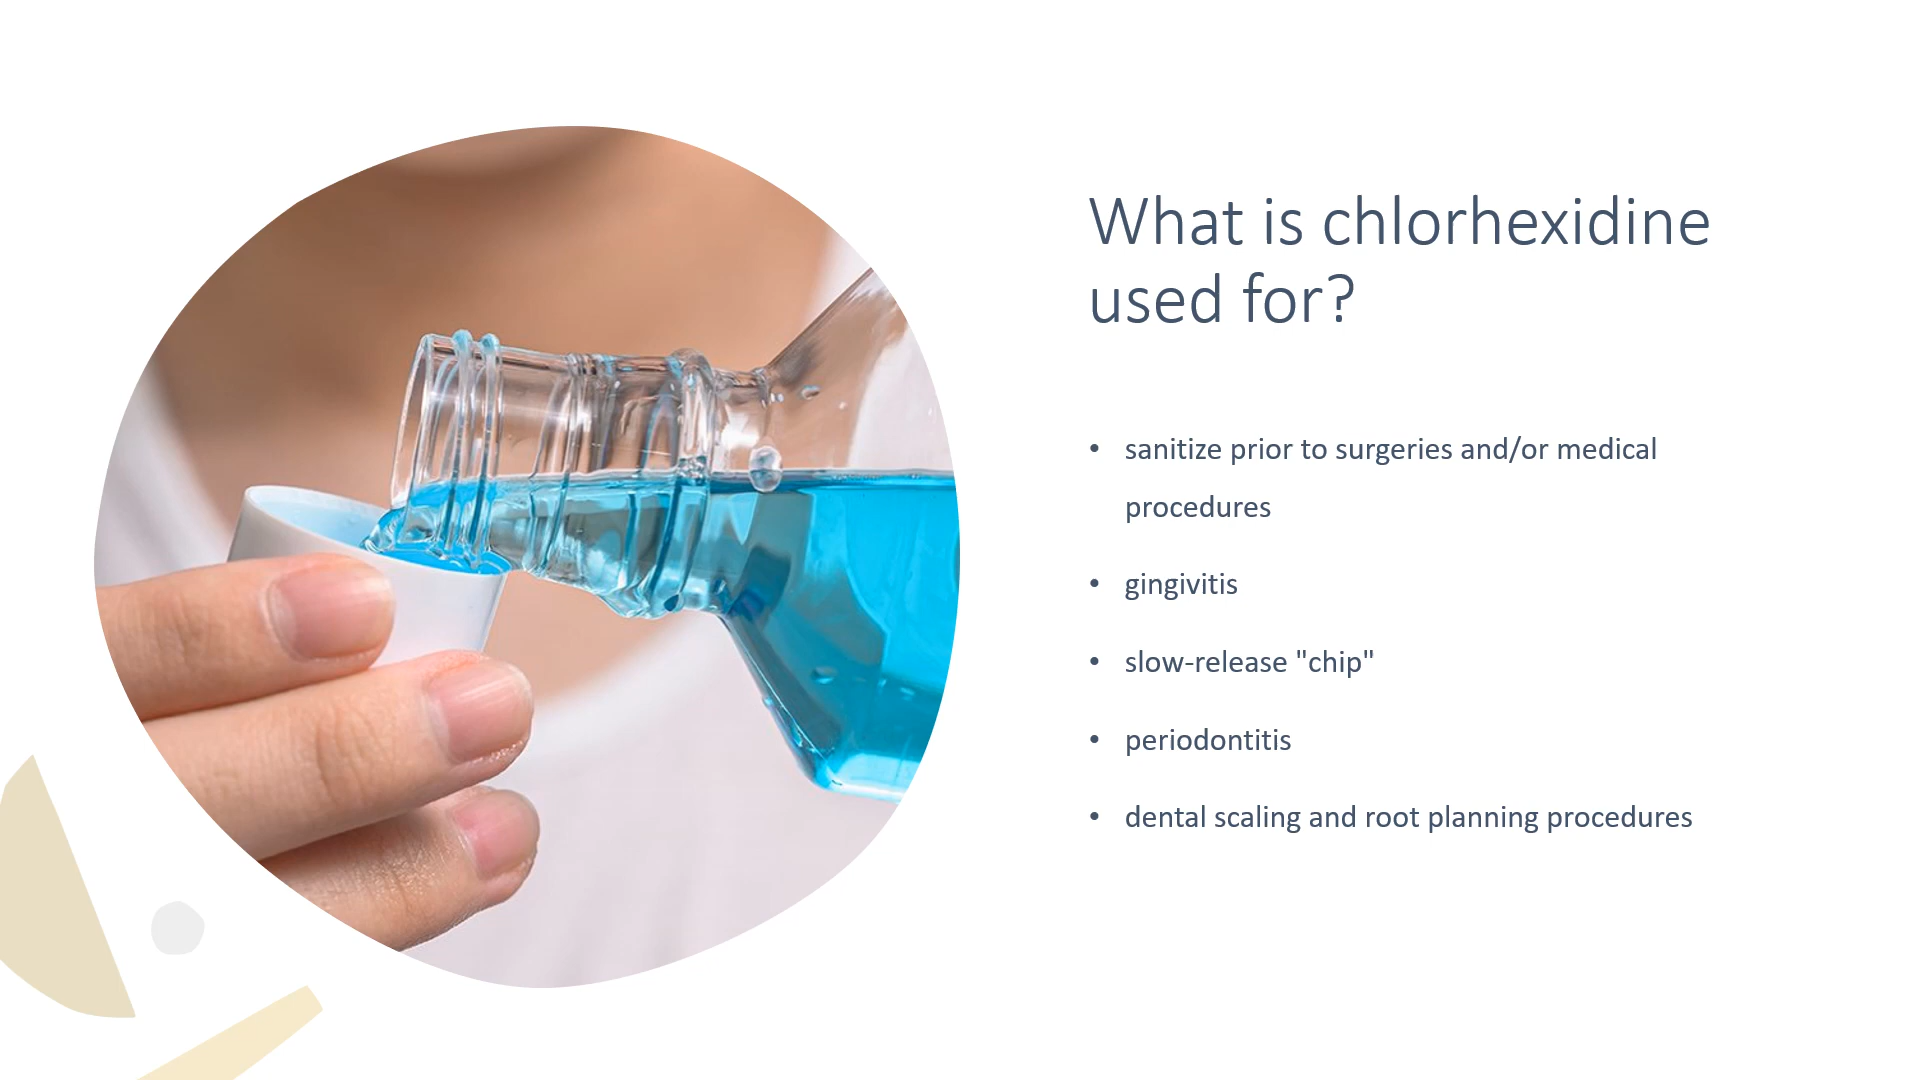 What is chlorhexidine
used for?
• sanitize prior to surgeries and/or medical
procedures
• gingivitis
• slow-release "chip"
• periodontitis
• dental scaling and root planning procedures